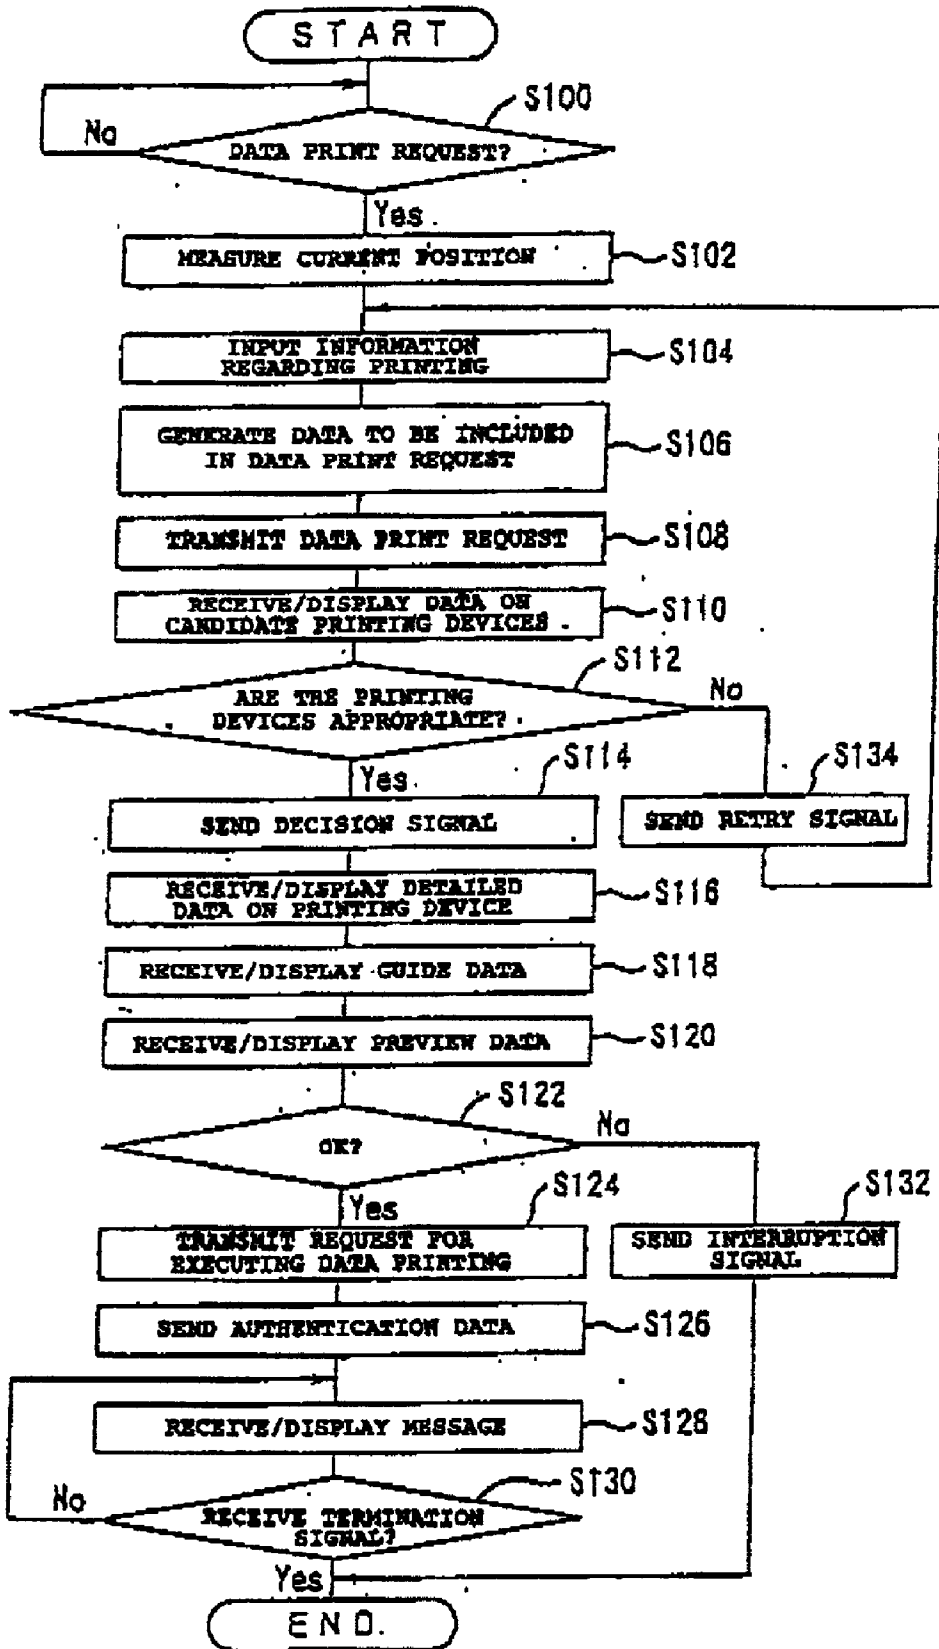 START
S100
No
DATA PRINT REQUEST?
Yes
MEASURE CURRENT POSITION
S102
INPUT INFORMATION
REGARDING PRINTING
S104
GENERATE DATA TO BE INCLUDED
IN DATA PRINT REQUEST
S106
TRANSMIT DATA PRINT REQUEST
S108
RECEIVE/DISPLAY DATA ON
CANDIDATE PRINTING DEVICES
S110
S112
ARE THE PRINTING
DEVICES APPROPRIATE?
No
Yes
S114
S134
SEND DECISION SIGNAL
SEND RETRY SIGNAL
RECEIVE/DISPLAY DETAILED
DATA ON PRINTING DEVICE
S116
RECEIVE/DISPLAY GUIDE DATA
S118
RECEIVE/DISPLAY PREVIEW DATA
S120
S122
OK?
No
Yes
S124
S132
TRANSMIT REQUEST FOR
EXECUTING DATA PRINTING
SEND INTERRUPTION
SIGNAL
SEND AUTHENTICATION DATA
S126
RECEIVE/DISPLAY MESSAGE
S128
S130
No
RECEIVE TERMINATION
SIGNAL?
Yes
END